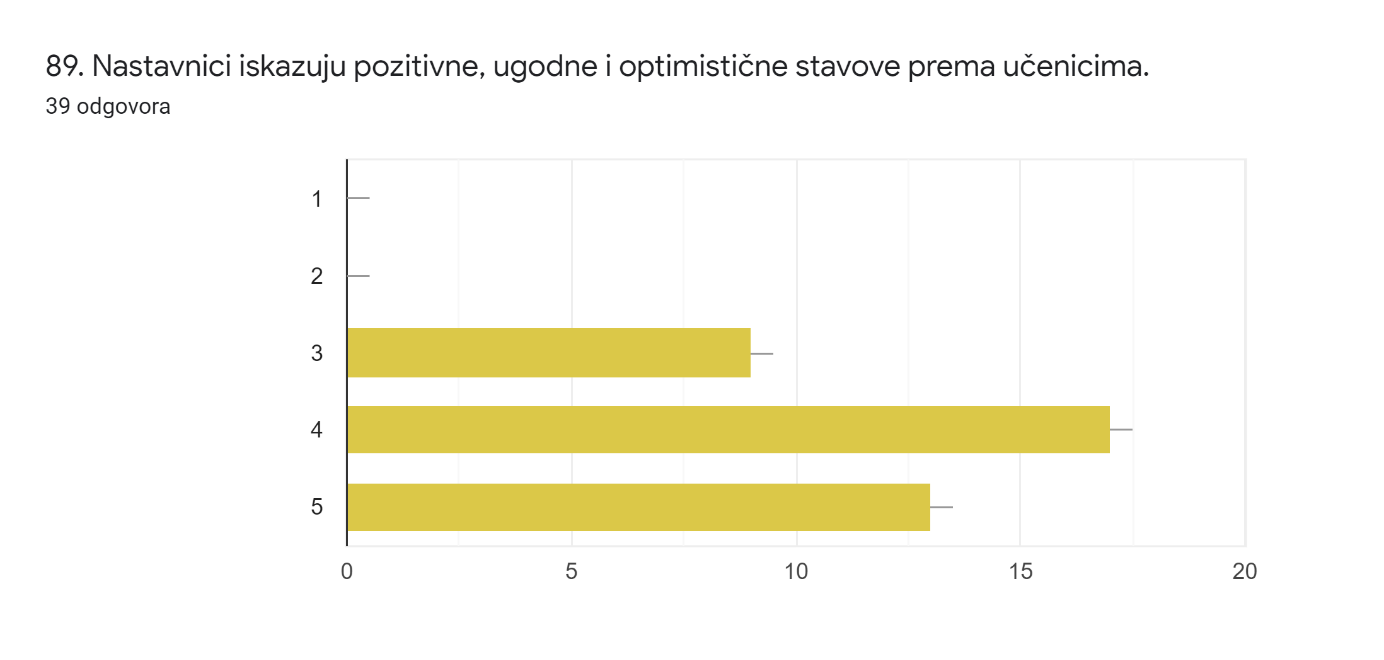 89. Nastavnici iskazuju pozitivne, ugodne i optimistične stavove prema učenicima.
39 odgovora
1
2
3
4
5
0 5 10 15 20